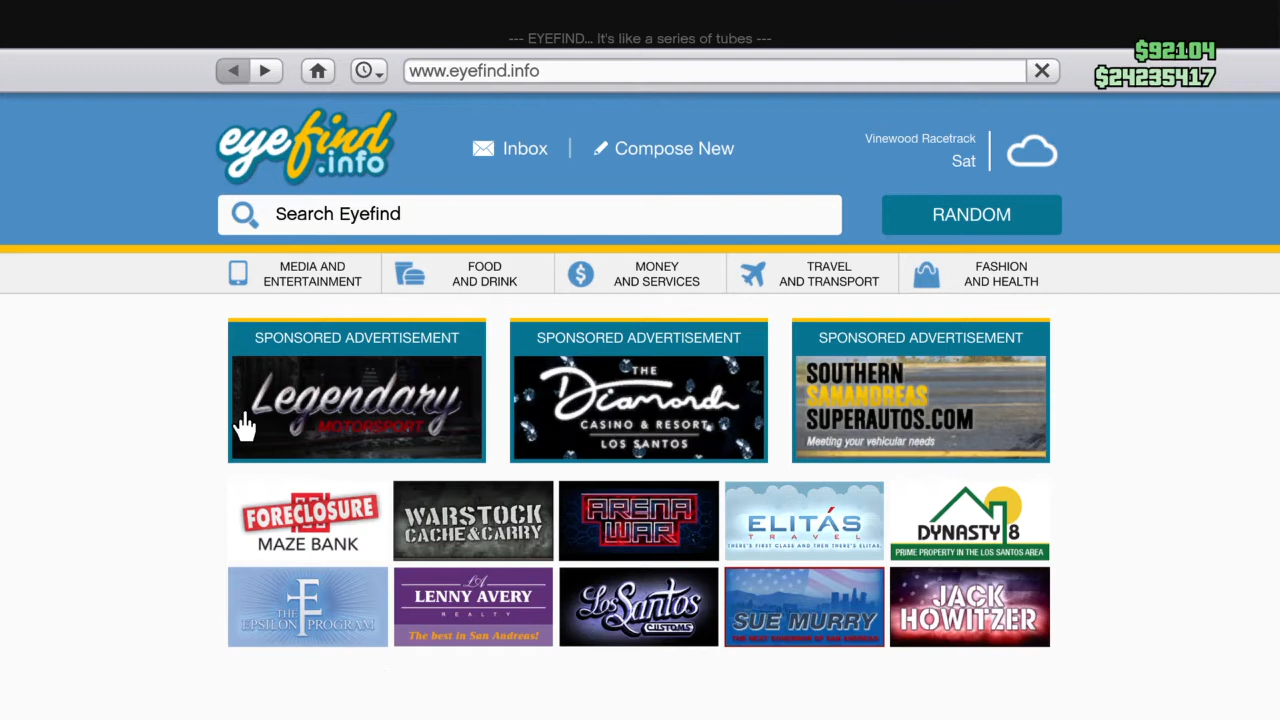 --- EYEFIND... It's like a series of tubes ---
$92104
$24235417
www.eyefind.info
eyefind
.info
Inbox
Compose New
Vinewood Racetrack
Sat
Search Eyefind
RANDOM
MEDIA AND
ENTERTAINMENT
FOOD
AND DRINK
MONEY
AND SERVICES
TRAVEL
AND TRANSPORT
FASHION
AND HEALTH
SPONSORED ADVERTISEMENT
Legendary
MOTORSPORT
SPONSORED ADVERTISEMENT
THE
Diamond
CASINO & RESORT
LOS SANTOS
SPONSORED ADVERTISEMENT
SOUTHERN
SANANDREAS
SUPERAUTOS.COM
Meeting your vehicular needs
FORECLOSURE
MAZE BANK
WARSTOCK
CACHE&CARRY
ARENA
WAR
ELITÁS
TRAVEL
THERE'S FIRST CLASS AND THEN THERE'S ELITAS.
DYNASTY 8
PRIME PROPERTY IN THE LOS SANTOS AREA
THE
EPSILON PROGRAM
LA
LENNY AVERY
REALTY
The best in San Andreas!
Los Santos
CUSTOMS
SUE MURRY
THE NEXT GOVERNOR OF SAN ANDREAS!
JACK
HOWITZER